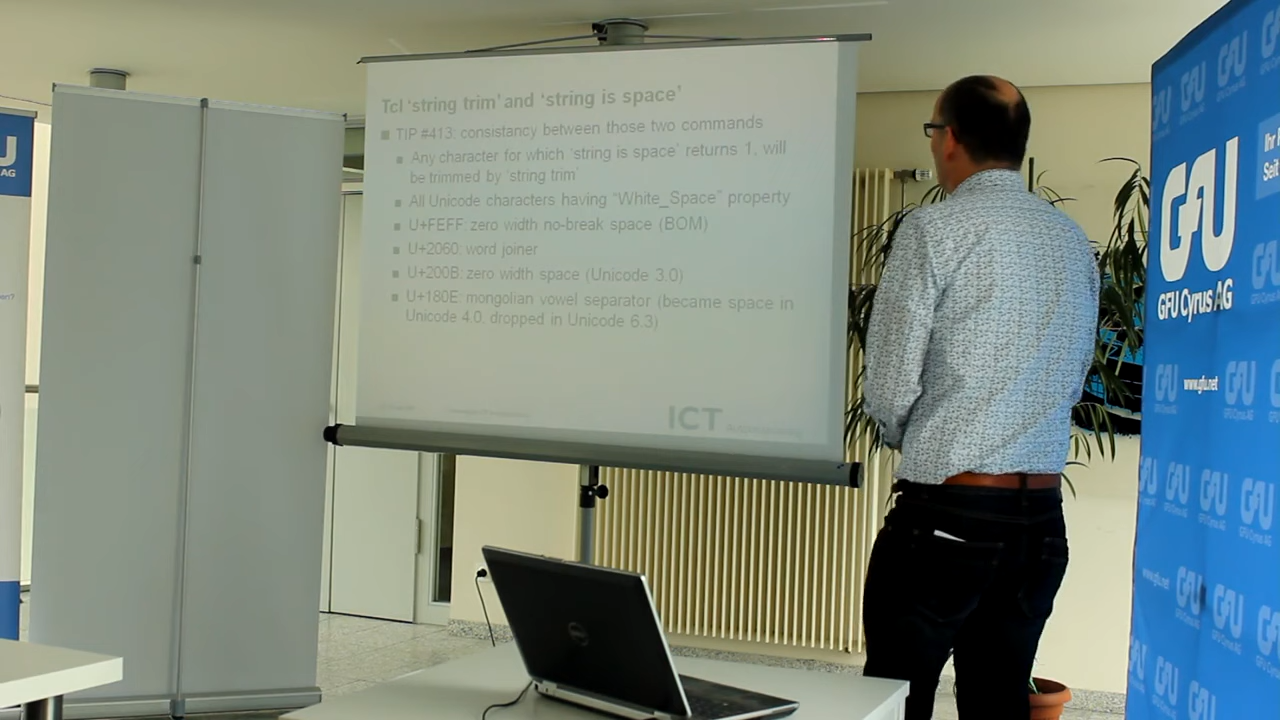 Tcl ‘string trim’ and ‘string is space’
TIP #413: consistancy between those two commands
Any character for which ‘string is space’ returns 1, will
be trimmed by ‘string trim’
All Unicode characters having “White_Space” property
U+FEFF: zero width no-break space (BOM)
U+2060: word joiner
U+200B: zero width space (Unicode 3.0)
U+180E: mongolian vowel separator (became space in
Unicode 4.0, dropped in Unicode 6.3)
ICT
U
AG
Ihr
Seit
GFU
GFU Cyrus AG
www.gfu.net